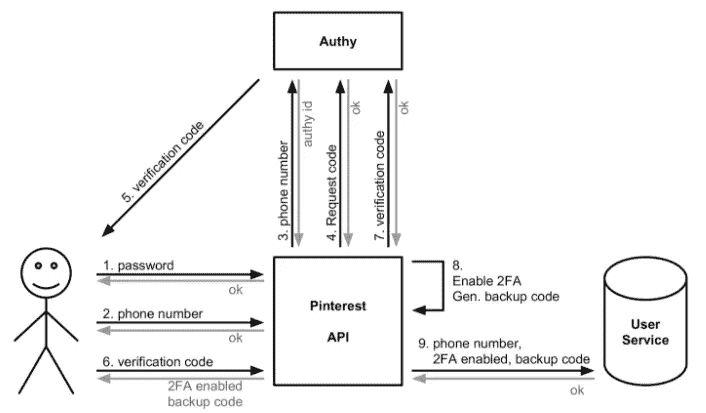 Authy
5. verification code
3. phone number
authy id
4. Request code
ok
7. verification code
ok
1. password
ok
2. phone number
ok
6. verification code
2FA enabled
backup code
Pinterest
API
8.
Enable 2FA
Gen. backup code
9. phone number,
2FA enabled, backup code
ok
User
Service